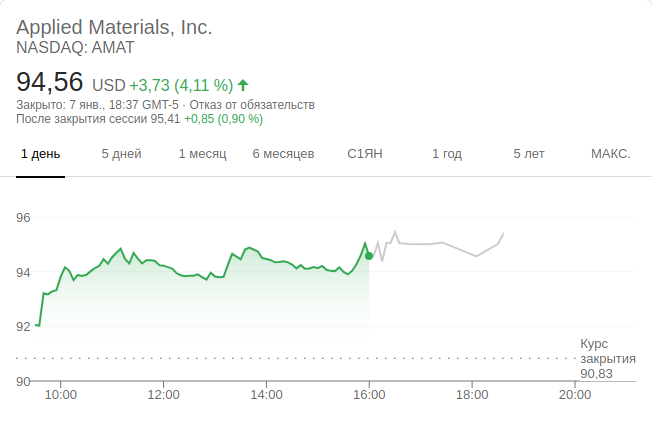 Applied Materials, Inc.
NASDAQ: AMAT
94,56 USD +3,73 (4,11 %)
Закрыто: 7 янв., 18:37 GMT-5 · Отказ от обязательств
После закрытия сессии 95,41 +0,85 (0,90 %)
1 день 5 дней 1 месяц 6 месяцев С1ЯН 1 год 5 лет МАКС.
96
94
92
Курс
закрытия
90,83
90
10:00 12:00 14:00 16:00 18:00 20:00